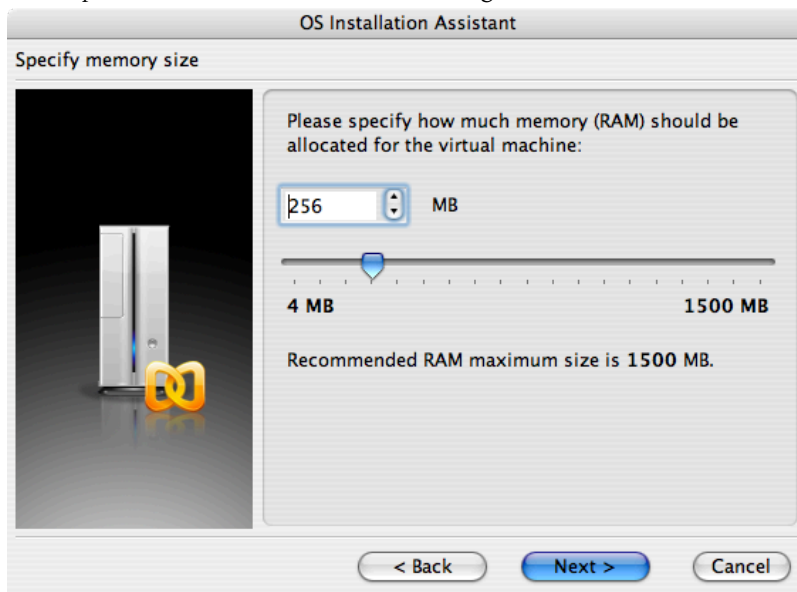 OS Installation Assistant
Specify memory size
Please specify how much memory (RAM) should be
allocated for the virtual machine:
256 MB
4 MB 1500 MB
Recommended RAM maximum size is 1500 MB.
< Back Next > Cancel